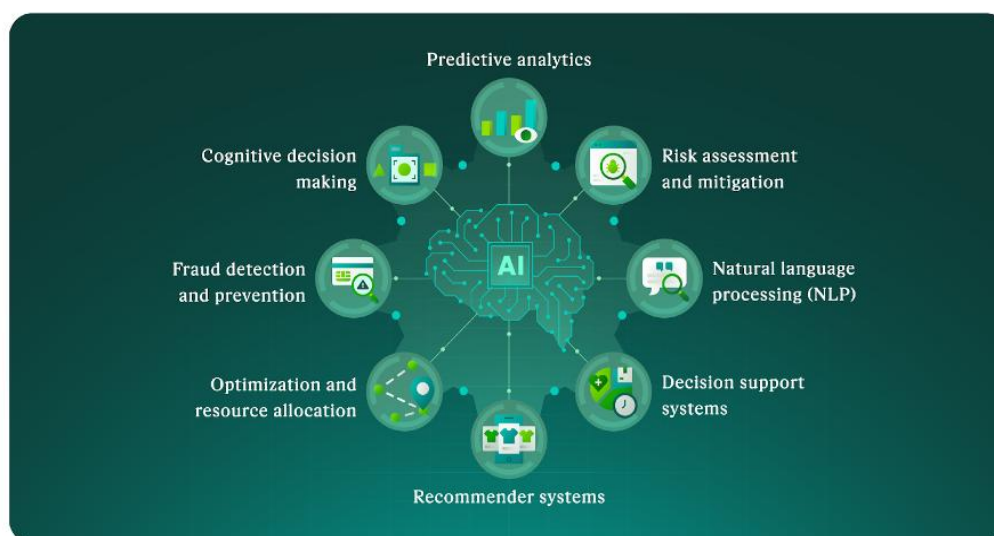 Predictive analytics
Risk assessment
and mitigation
Natural language
processing (NLP)
Decision support
systems
Recommender systems
Optimization and
resource allocation
Fraud detection
and prevention
Cognitive decision
making
AI